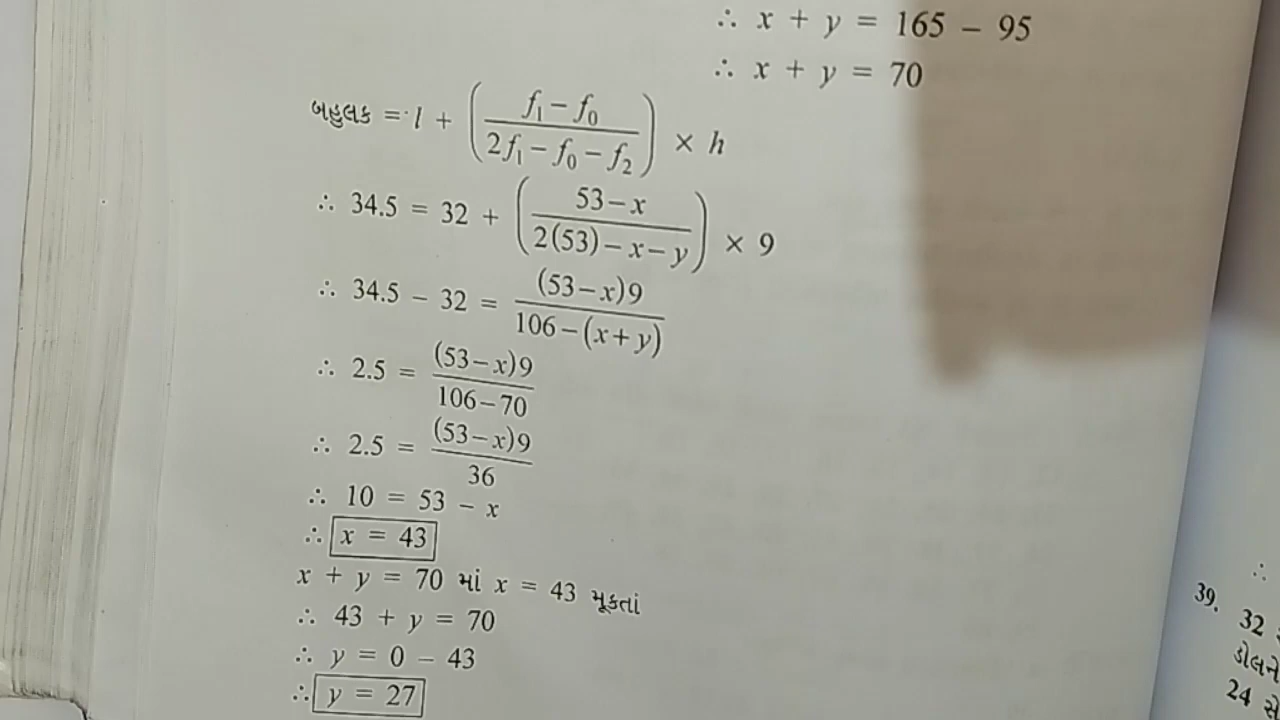 ∴ x + y = 165 – 95
∴ x + y = 70
બહુલક = l + (f₁ – f₀ / 2f₁ – f₀ – f₂) × h
∴ 34.5 = 32 + (53 – x / 2(53) – x – y) × 9
∴ 34.5 – 32 = (53 – x)9 / 106 – (x + y)
∴ 2.5 = (53 – x)9 / 106 – 70
∴ 2.5 = (53 – x)9 / 36
∴ 10 = 53 – x
∴ x = 43
x + y = 70 માં x = 43 મૂકતાં
∴ 43 + y = 70
∴ y = 0 – 43
∴ y = 27
∴
39. 32
ડોલને
24 સે